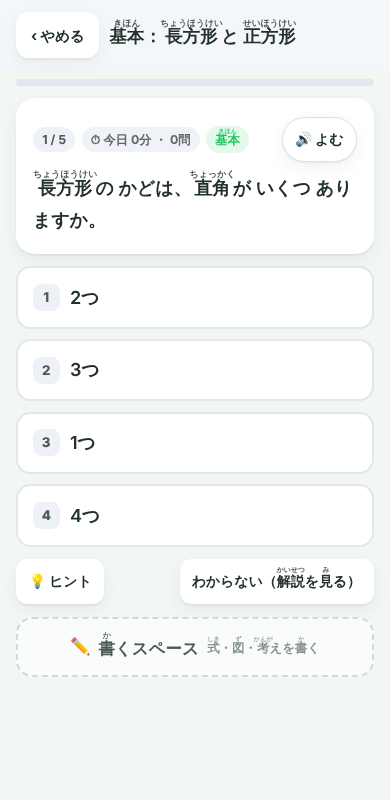 ‹ やめる
基本：長方形と 正方形
きほん ちょうほうけい せいほうけい
1 / 5
⏱ 今日 0分 ・ 0問
基本
きほん
🔊 よむ
ちょうほうけい ちょっかく
長方形の かどは、直角が いくつ あり
ますか。
1 2つ
2 3つ
3 1つ
4 4つ
💡 ヒント
わからない（解説を見る）
かいせつ み
✏️ 書くスペース 式・図・考えを書く
か しき ず かんが か